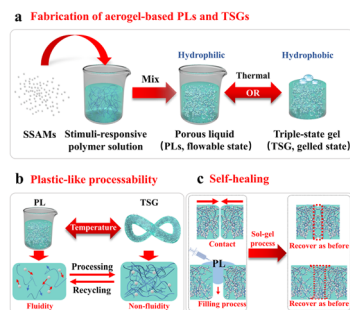 a Fabrication of aerogel-based PLs and TSGs
Hydrophilic
Hydrophobic
Mix
Thermal
OR
SSAMs
Stimuli-responsive
polymer solution
Porous liquid
(PLs, flowable state)
Triple-state gel
(TSG, gelled state)
b Plastic-like processability
PL
TSG
Temperature
Processing
Recycling
Fluidity
Non-fluidity
c Self-healing
Contact
Sol-gel
process
Recover as before
PL
Filling process
Recover as before